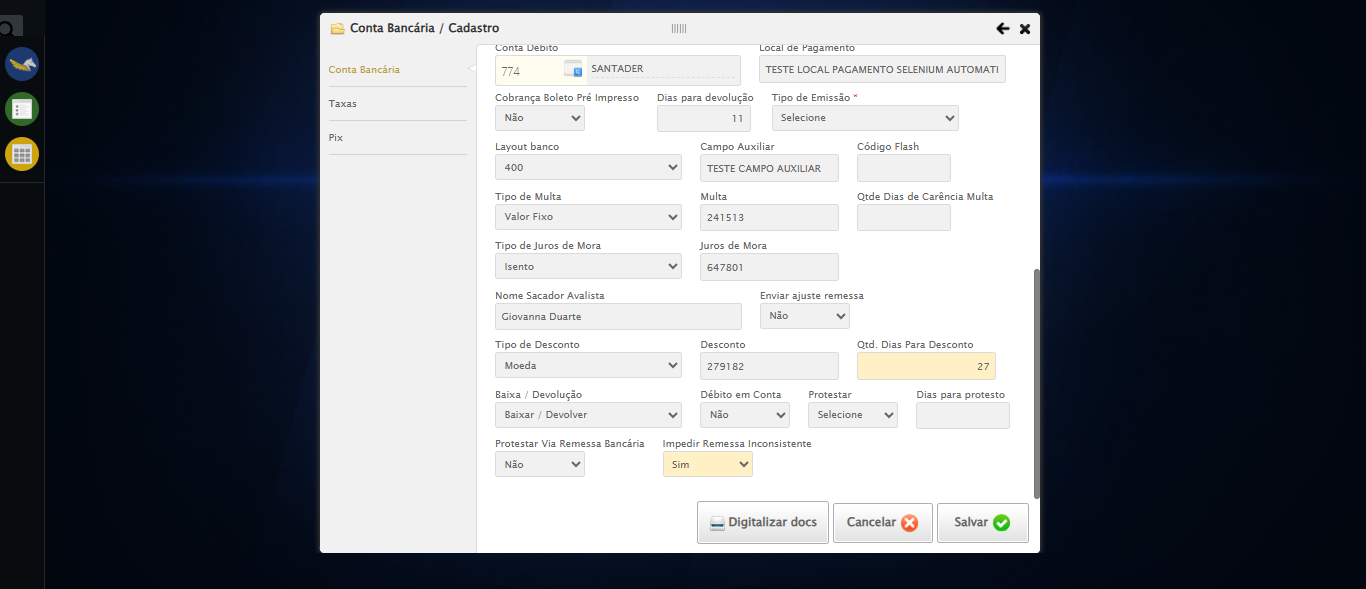 Conta Bancária / Cadastro
Conta Bancária
Taxas
Pix
Conta Débito
Local de Pagamento
774
SANTADER
TESTE LOCAL PAGAMENTO SELENIUM AUTOMATI
Cobrança Boleto Pré Impresso
Dias para devolução
Tipo de Emissão *
Não
11
Selecione
Layout banco
Campo Auxiliar
Código Flash
400
TESTE CAMPO AUXILIAR
Tipo de Multa
Multa
Qtde Dias de Carência Multa
Valor Fixo
241513
Tipo de Juros de Mora
Juros de Mora
Isento
647801
Nome Sacador Avalista
Enviar ajuste remessa
Giovanna Duarte
Não
Tipo de Desconto
Desconto
Qtd. Dias Para Desconto
Moeda
279182
27
Baixa / Devolução
Débito em Conta
Protestar
Dias para protesto
Baixar / Devolver
Não
Selecione
Protestar Via Remessa Bancária
Impedir Remessa Inconsistente
Não
Sim
Digitalizar docs
Cancelar
Salvar